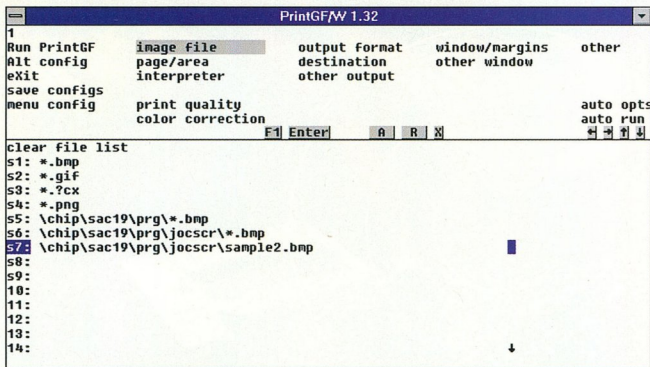 PrintGF/W 1.32
1
Run PrintGF image file output format window/margins other
Alt config page/area destination other window
eXit interpreter other output
save configs
menu config print quality auto opts
color correction auto run
F1 Enter A R X
clear file list
s1: *.bmp
s2: *.gif
s3: *.?cx
s4: *.png
s5: \chip\sac19\prg\*.bmp
s6: \chip\sac19\prg\jocscr\*.bmp
s7: \chip\sac19\prg\jocscr\sample2.bmp
s8:
s9:
10:
11:
12:
13:
14: